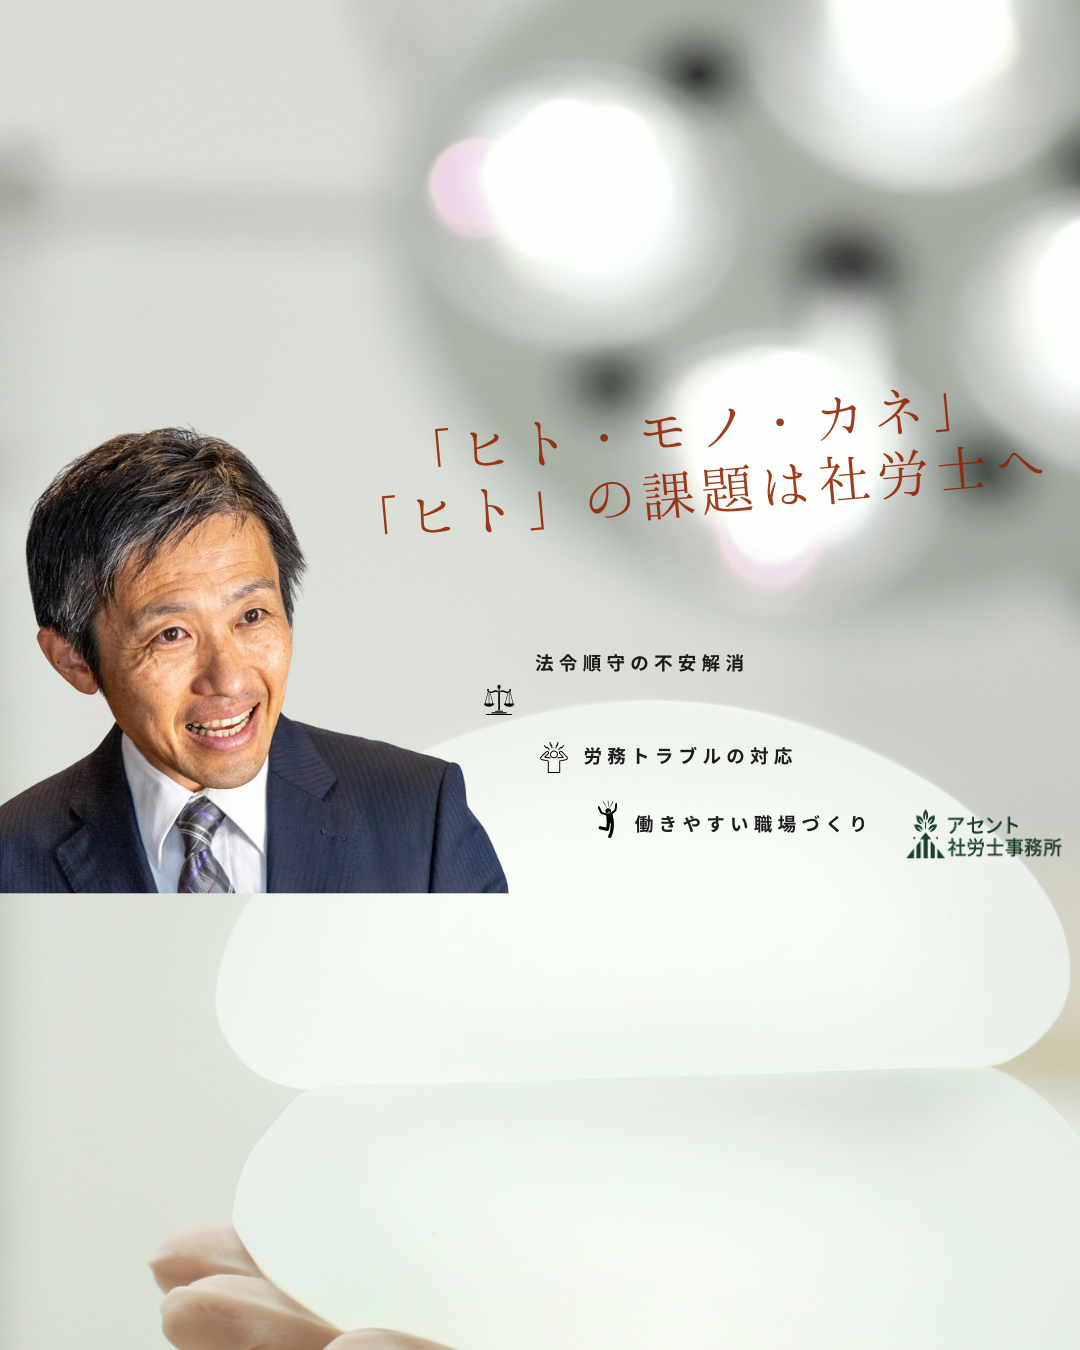 「ヒト・モノ・カネ」
「ヒト」の課題は社労士へ
法令順守の不安解消
労務トラブルの対応
働きやすい職場づくり
アセント
社労士事務所